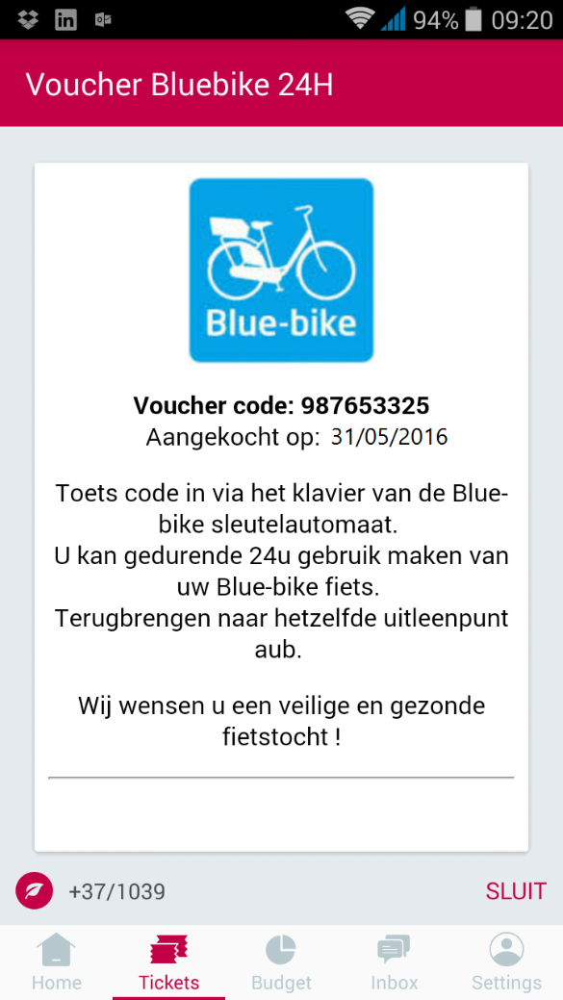 94% 09:20
Voucher Bluebike 24H
Blue-bike
Voucher code: 987653325
Aangekocht op: 31/05/2016
Toets code in via het klavier van de Blue-
bike sleutelautomaat.
U kan gedurende 24u gebruik maken van
uw Blue-bike fiets.
Terugbrengen naar hetzelfde uitleenpunt
aub.
Wij wensen u een veilige en gezonde
fietstocht !
+37/1039 SLUIT
Home Tickets Budget Inbox Settings